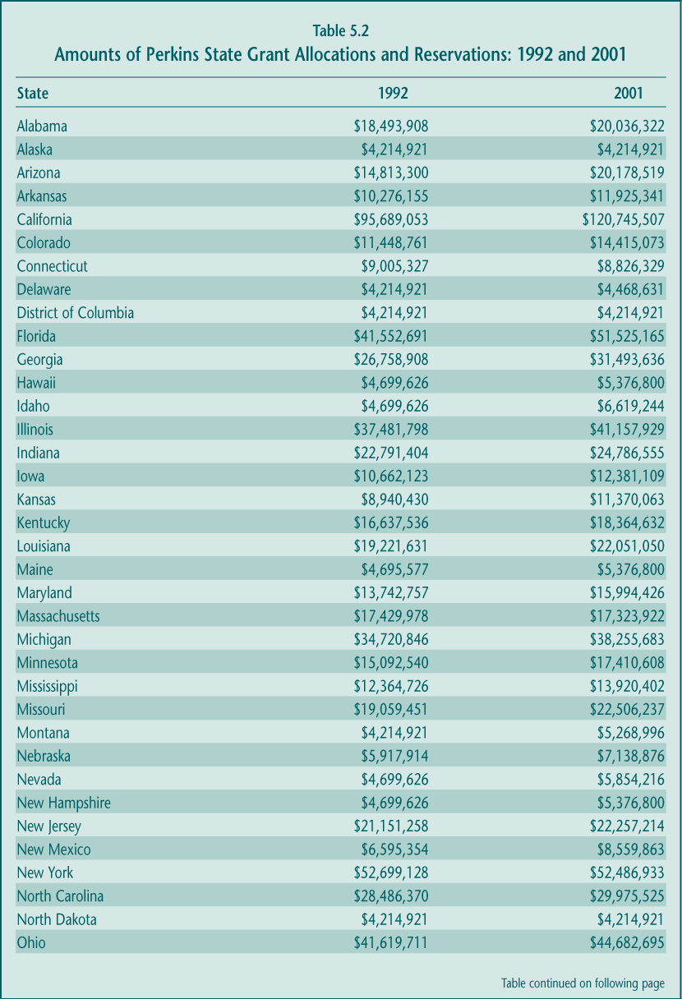 Table 5.2
Amounts of Perkins State Grant Allocations and Reservations: 1992 and 2001
State 1992 2001
Alabama $18,493,908 $20,036,322
Alaska $4,214,921 $4,214,921
Arizona $14,813,300 $20,178,519
Arkansas $10,276,155 $11,925,341
California $95,689,053 $120,745,507
Colorado $11,448,761 $14,415,073
Connecticut $9,005,327 $8,826,329
Delaware $4,214,921 $4,468,631
District of Columbia $4,214,921 $4,214,921
Florida $41,552,691 $51,525,165
Georgia $26,758,908 $31,493,636
Hawaii $4,699,626 $5,376,800
Idaho $4,699,626 $6,619,244
Illinois $37,481,798 $41,157,929
Indiana $22,791,404 $24,786,555
Iowa $10,662,123 $12,381,109
Kansas $8,940,430 $11,370,063
Kentucky $16,637,536 $18,364,632
Louisiana $19,221,631 $22,051,050
Maine $4,695,577 $5,376,800
Maryland $13,742,757 $15,994,426
Massachusetts $17,429,978 $17,323,922
Michigan $34,720,846 $38,255,683
Minnesota $15,092,540 $17,410,608
Mississippi $12,364,726 $13,920,402
Missouri $19,059,451 $22,506,237
Montana $4,214,921 $5,268,996
Nebraska $5,917,914 $7,138,876
Nevada $4,699,626 $5,854,216
New Hampshire $4,699,626 $5,376,800
New Jersey $21,151,258 $22,257,214
New Mexico $6,595,354 $8,559,863
New York $52,699,128 $52,486,933
North Carolina $28,486,370 $29,975,525
North Dakota $4,214,921 $4,214,921
Ohio $41,619,711 $44,682,695
Table continued on following page